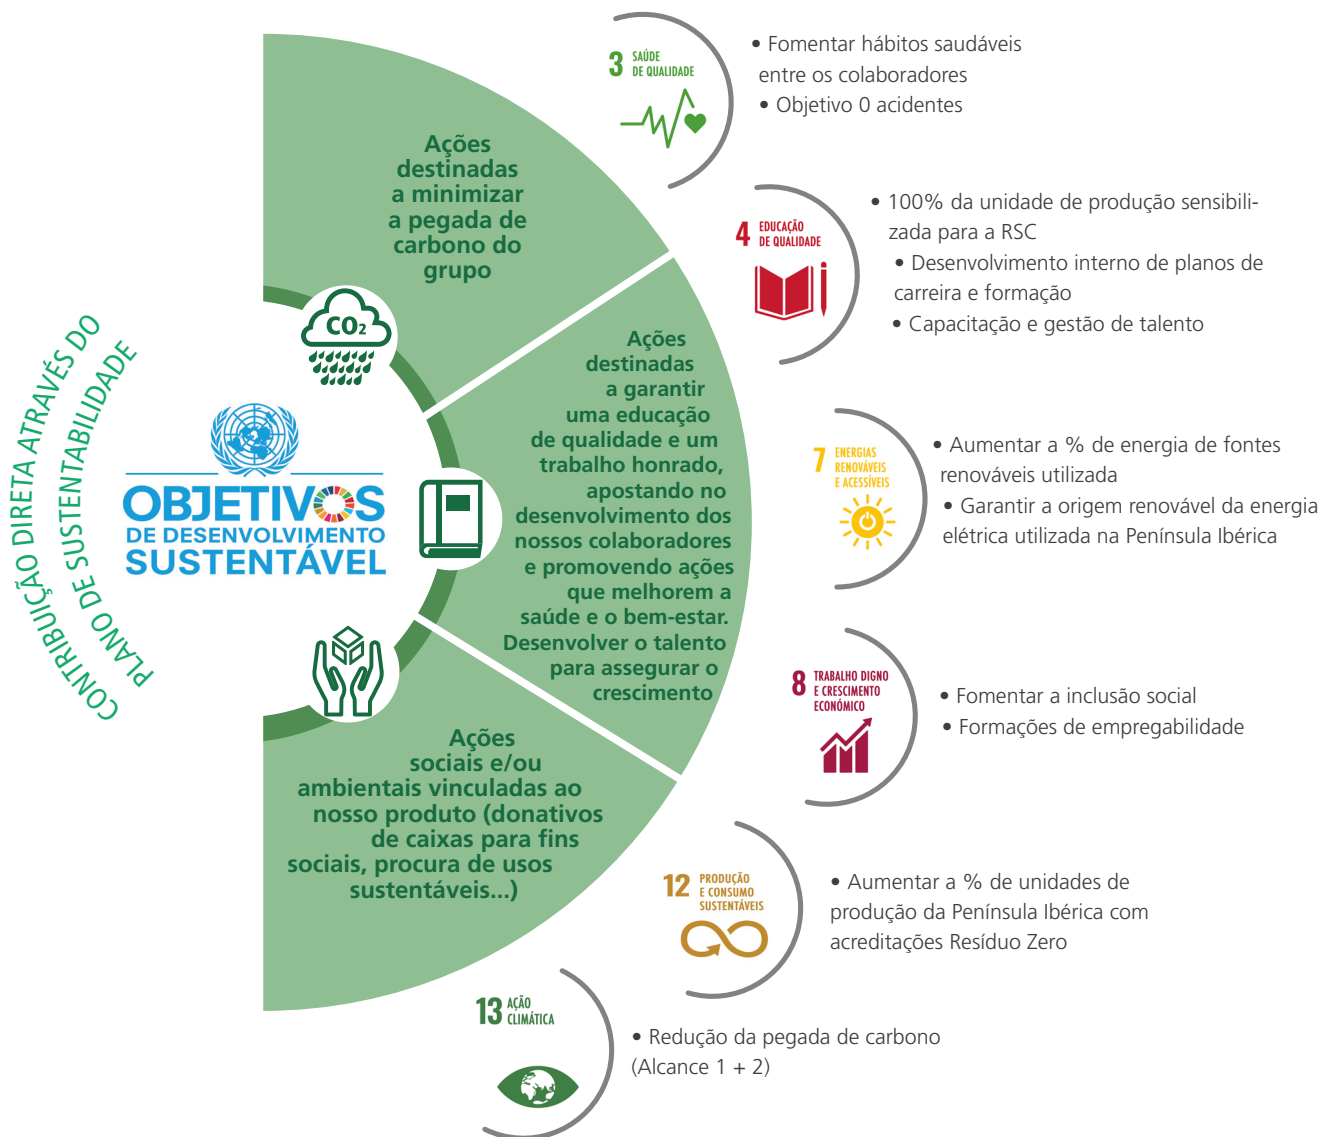 CONTRIBUIÇÃO DIRETA ATRAVÉS DO
PLANO DE SUSTENTABILIDADE
OBJETIVOS
DE DESENVOLVIMENTO
SUSTENTÁVEL
CO₂
Ações
destinadas
a minimizar
a pegada de
carbono do
grupo
Ações
destinadas
a garantir
uma educação
de qualidade e um
trabalho honrado,
apostando no
desenvolvimento dos
nossos colaboradores
e promovendo ações
que melhorem a
saúde e o bem-estar.
Desenvolver o talento
para assegurar o
crescimento
Ações
sociais e/ou
ambientais vinculadas ao
nosso produto (donativos
de caixas para fins
sociais, procura de usos
sustentáveis...)
3 SAÚDE
DE QUALIDADE
• Fomentar hábitos saudáveis
entre os colaboradores
• Objetivo 0 acidentes
4 EDUCAÇÃO
DE QUALIDADE
• 100% da unidade de produção sensibili-
zada para a RSC
• Desenvolvimento interno de planos de
carreira e formação
• Capacitação e gestão de talento
7 ENERGIAS
RENOVÁVEIS
E ACESSÍVEIS
• Aumentar a % de energia de fontes
renováveis utilizada
• Garantir a origem renovável da energia
elétrica utilizada na Península Ibérica
8 TRABALHO DIGNO
E CRESCIMENTO
ECONÓMICO
• Fomentar a inclusão social
• Formações de empregabilidade
12 PRODUÇÃO
E CONSUMO
SUSTENTÁVEIS
• Aumentar a % de unidades de
produção da Península Ibérica com
acreditações Resíduo Zero
13 AÇÃO
CLIMÁTICA
• Redução da pegada de carbono
(Alcance 1 + 2)